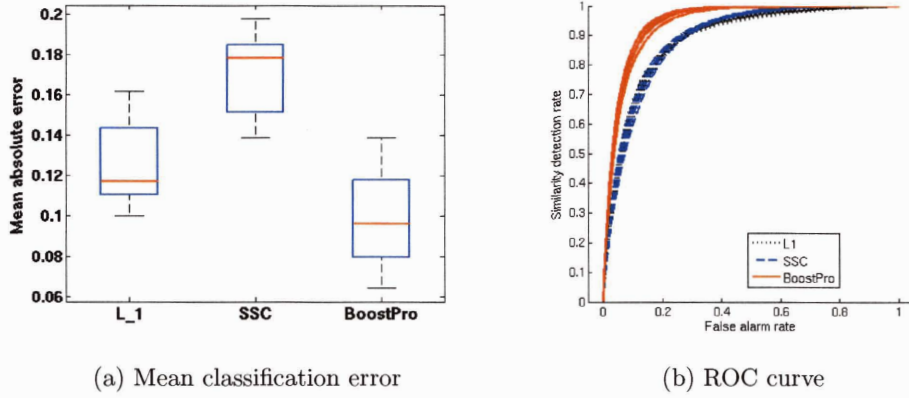 0.2
0.18
0.16
0.14
0.12
0.1
0.08
0.06
Mean absolute error
L_1 SSC BoostPro
(a) Mean classification error
1
0.9
0.8
0.7
0.6
0.5
0.4
0.3
0.2
0.1
0
Similarity detection rate
L1
SSC
BoostPro
0 0.2 0.4 0.6 0.8 1
False alarm rate
(b) ROC curve